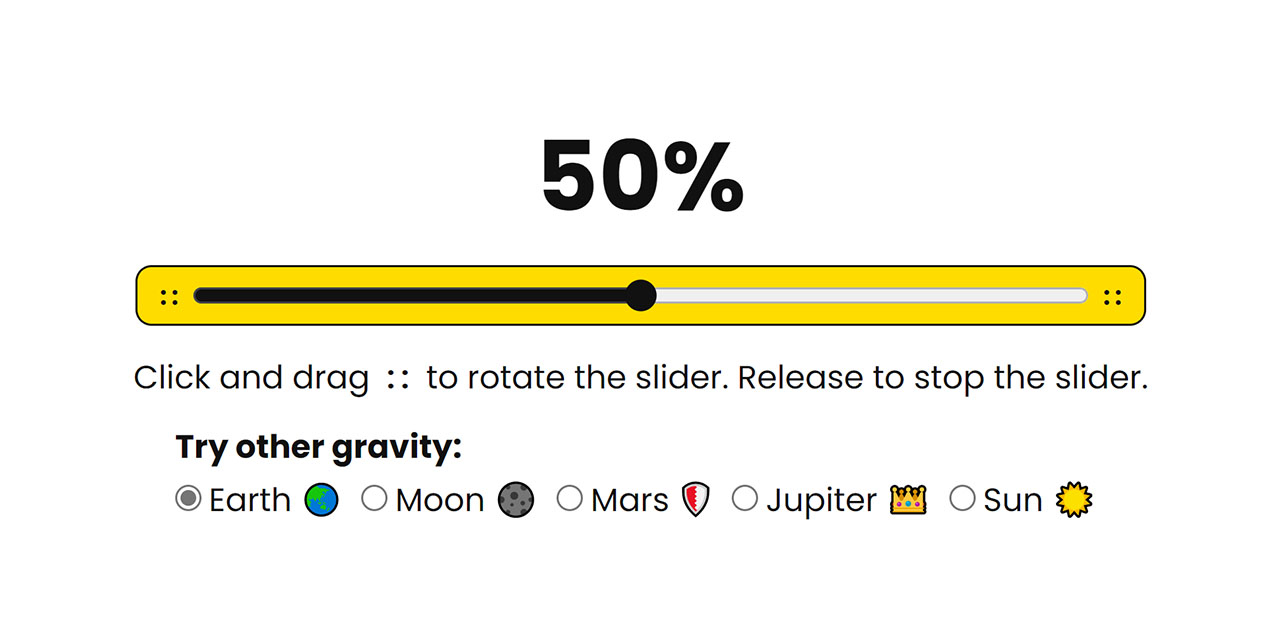 50%
Click and drag :: to rotate the slider. Release to stop the slider.
Try other gravity:
Earth Moon Mars Jupiter Sun